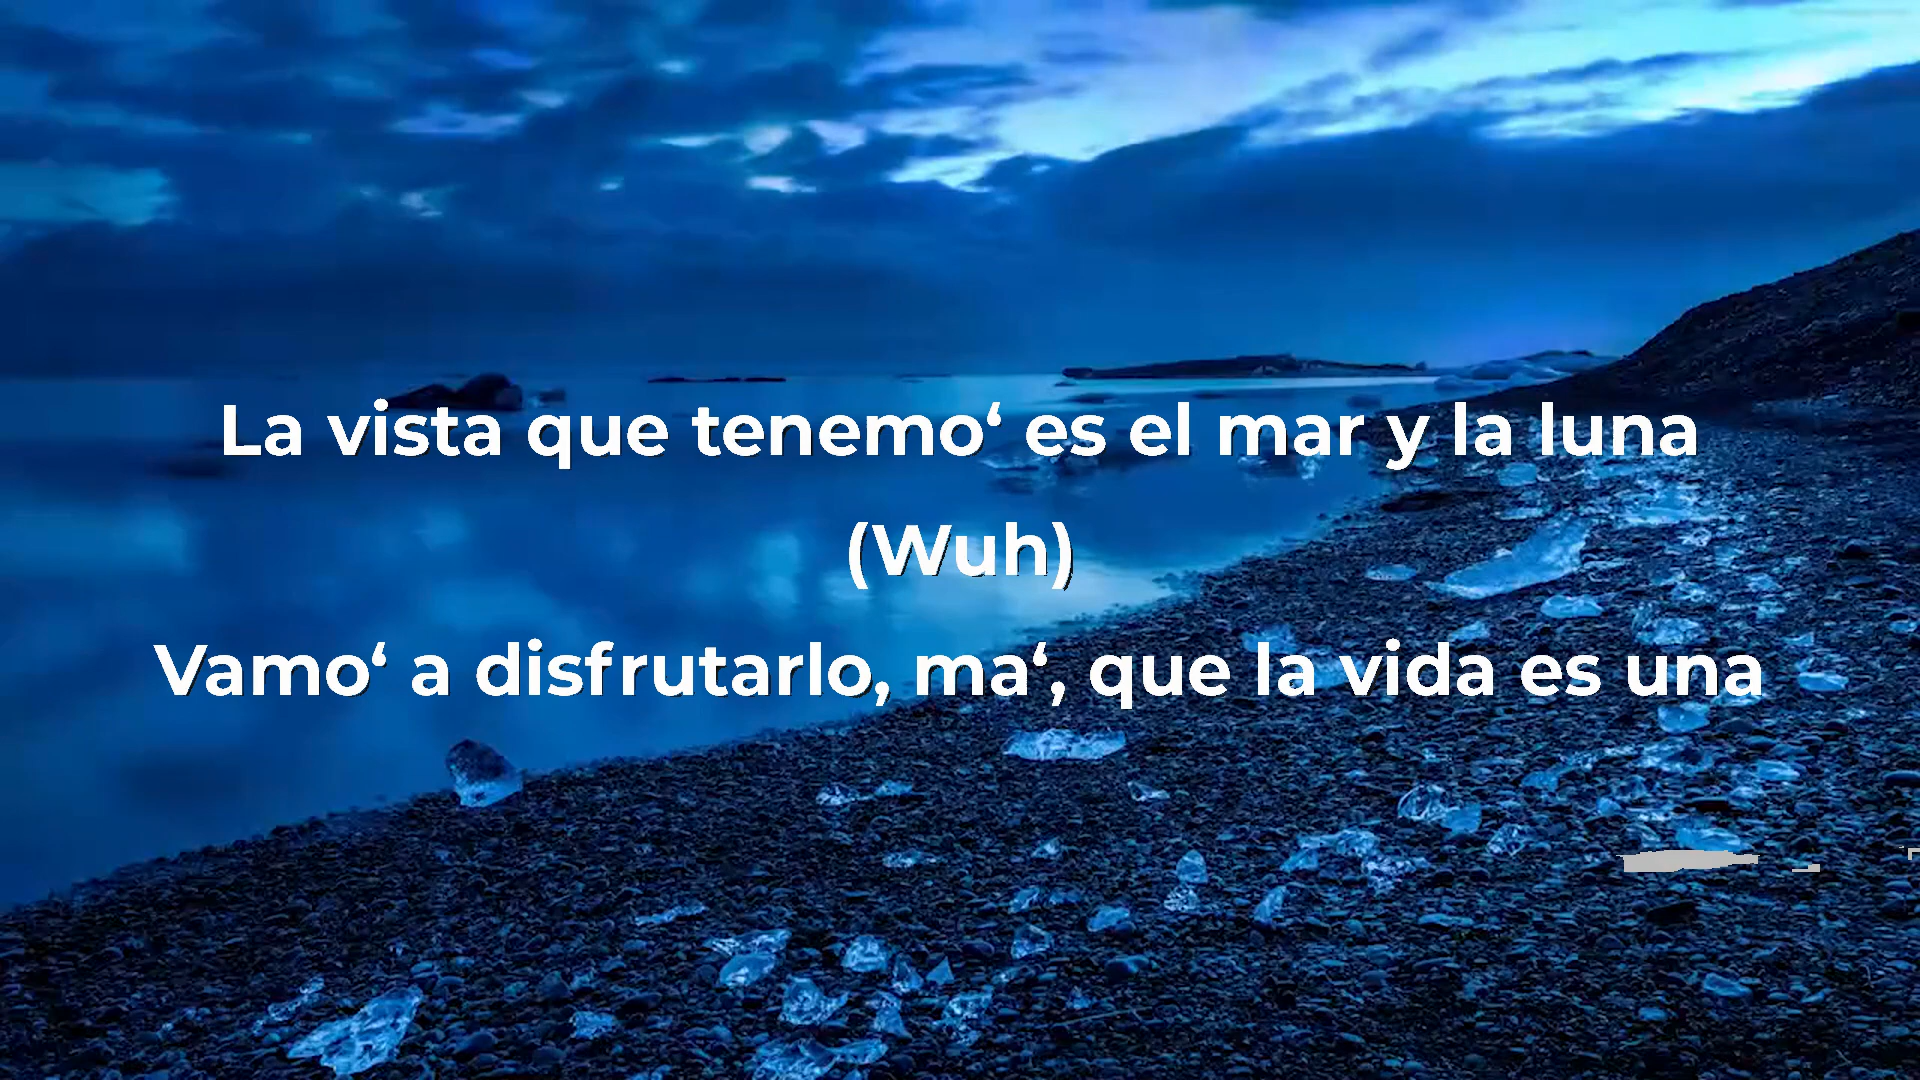 La vista que tenemo‘ es el mar y la luna
(Wuh)
Vamo‘ a disfrutarlo, ma‘, que la vida es una